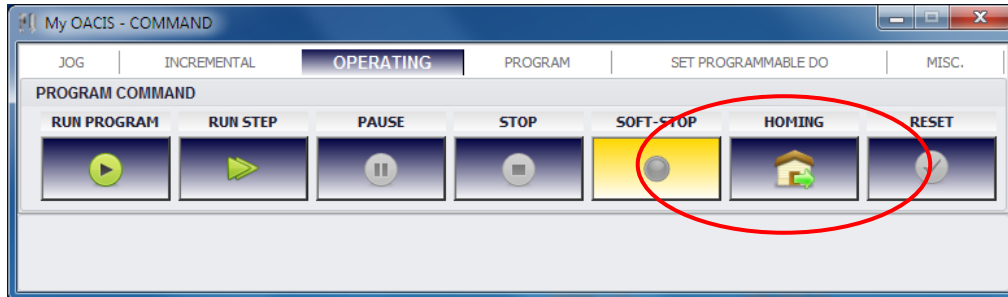 My OACIS - COMMAND
JOG INCREMENTAL OPERATING PROGRAM SET PROGRAMMABLE DO MISC.
PROGRAM COMMAND
RUN PROGRAM RUN STEP PAUSE STOP SOFT-STOP HOMING RESET